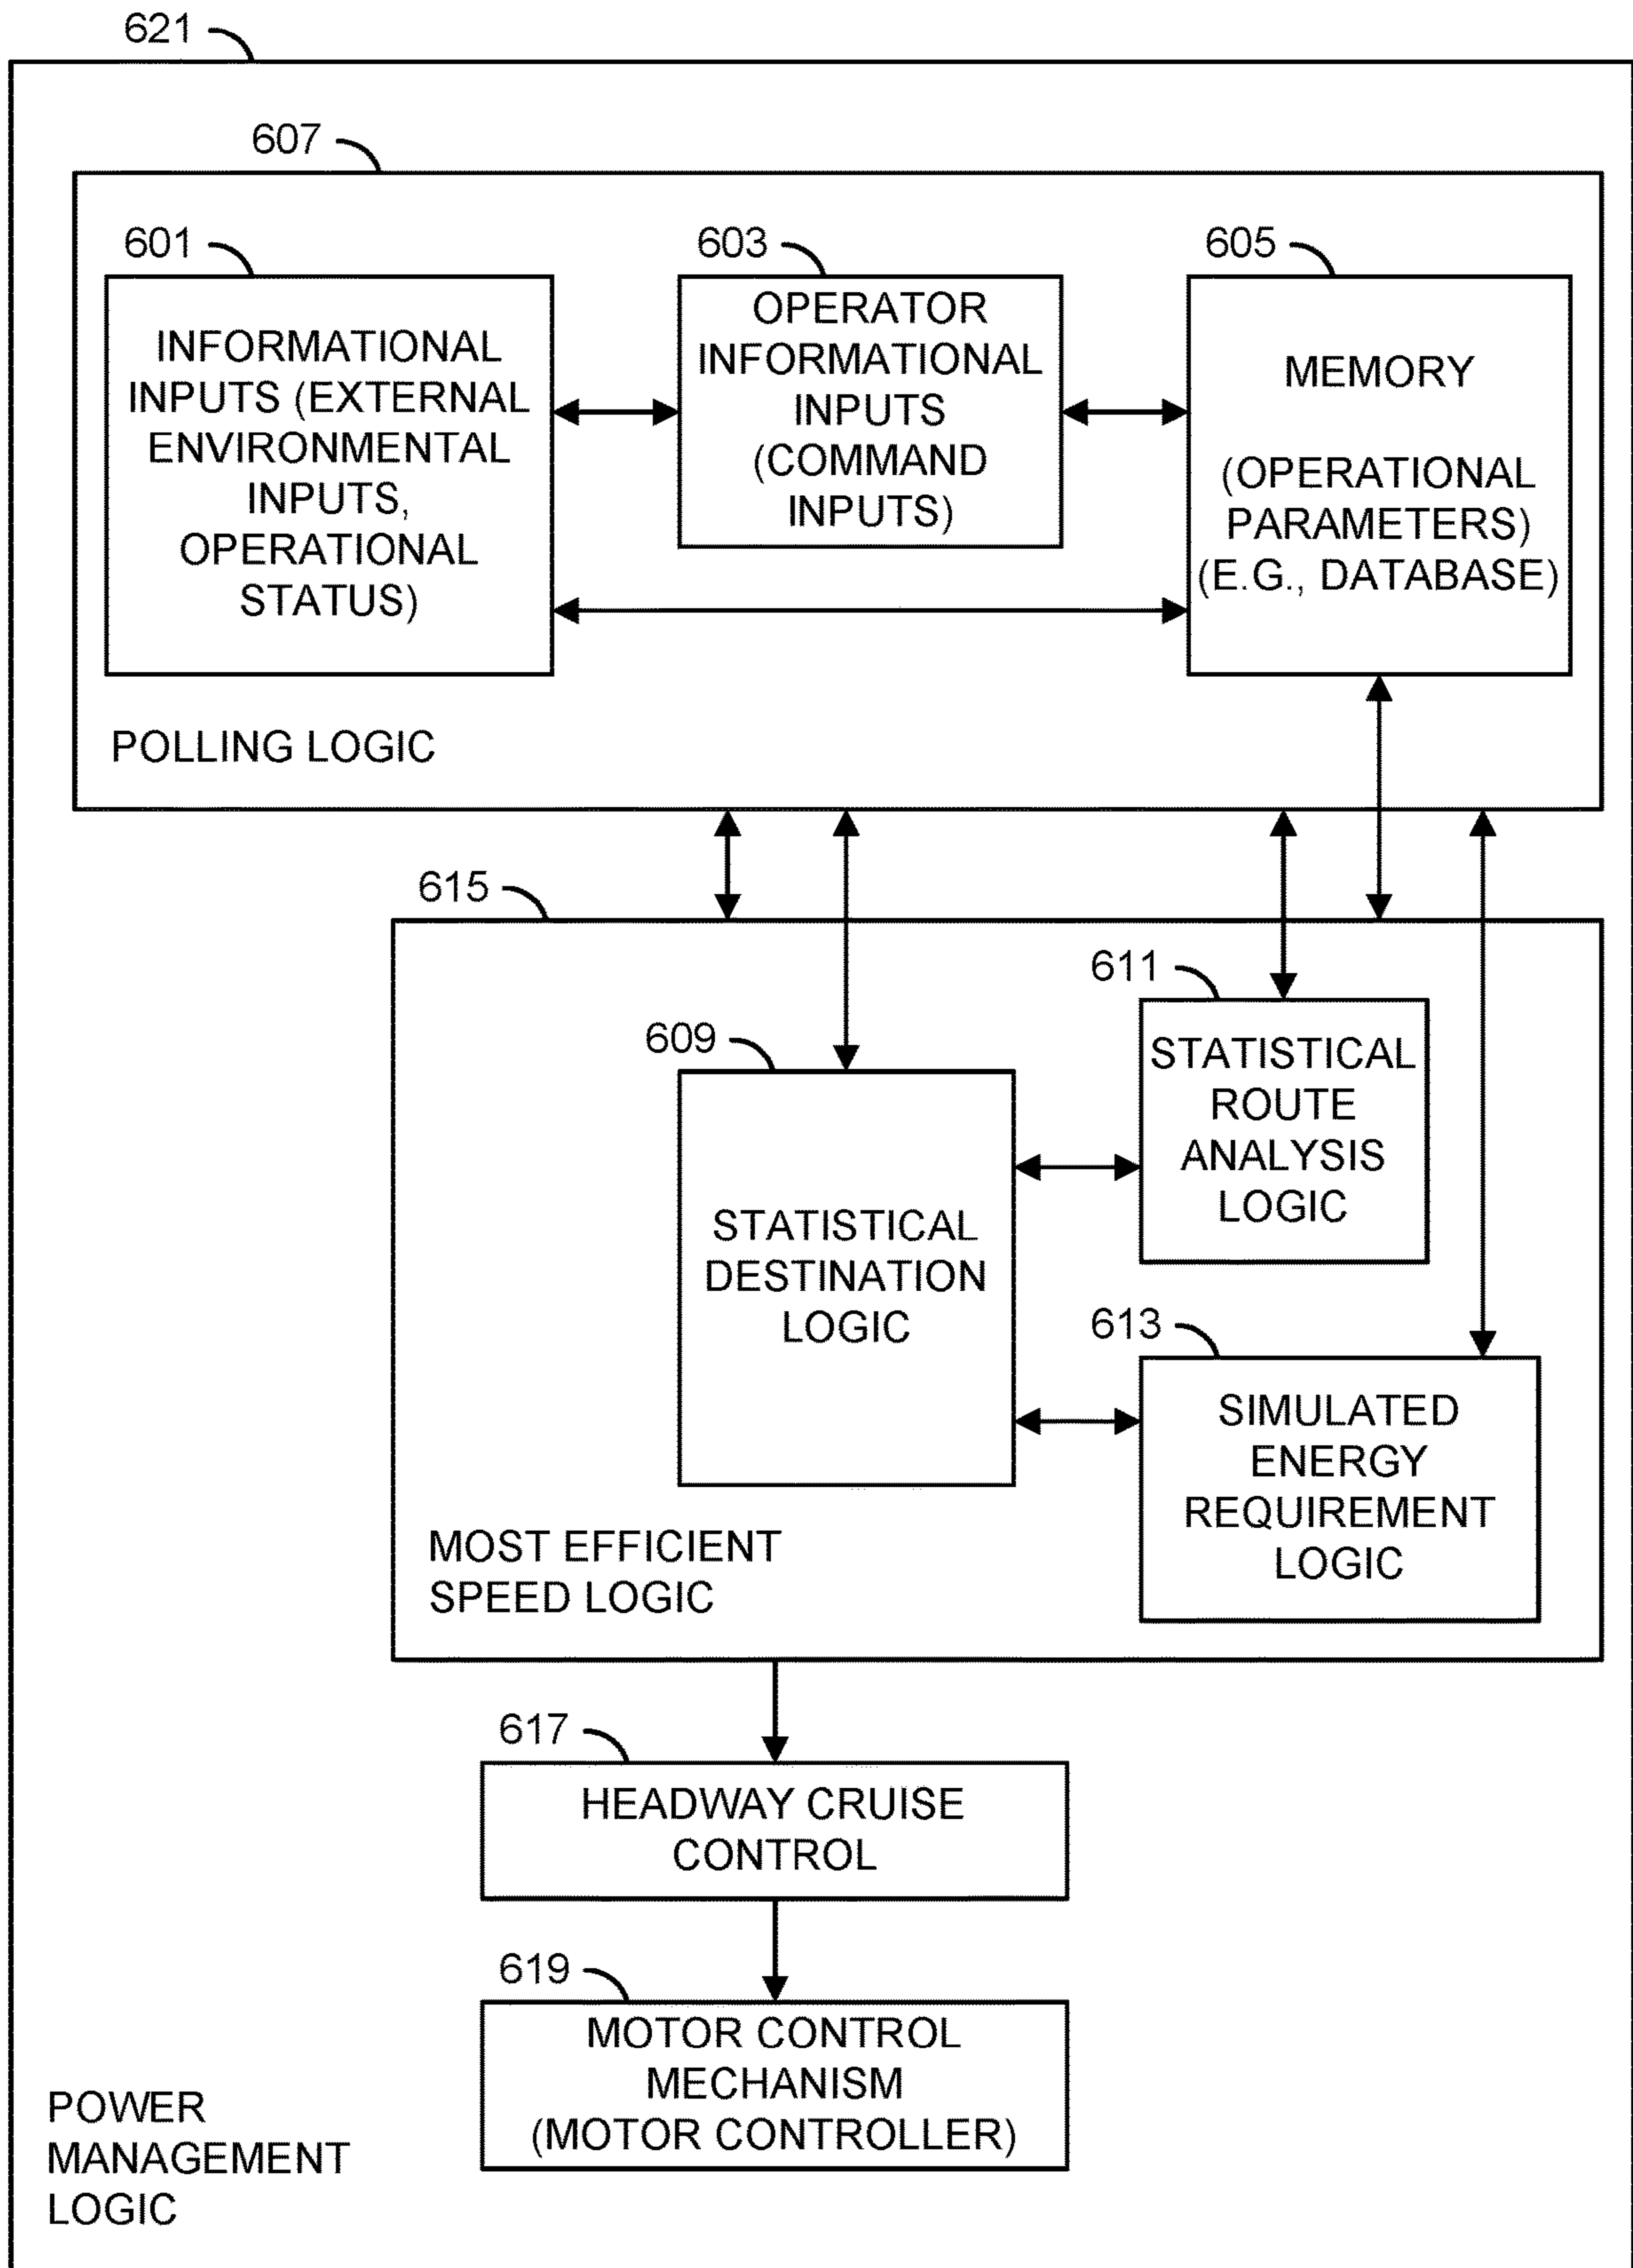 621
607
601
603
605
INFORMATIONAL
INPUTS (EXTERNAL
ENVIRONMENTAL
INPUTS,
OPERATIONAL
STATUS)
OPERATOR
INFORMATIONAL
INPUTS
(COMMAND
INPUTS)
MEMORY
(OPERATIONAL
PARAMETERS)
(E.G., DATABASE)
POLLING LOGIC
615
611
609
STATISTICAL
ROUTE
ANALYSIS
LOGIC
STATISTICAL
DESTINATION
LOGIC
613
SIMULATED
ENERGY
REQUIREMENT
LOGIC
MOST EFFICIENT
SPEED LOGIC
617
HEADWAY CRUISE
CONTROL
619
MOTOR CONTROL
MECHANISM
(MOTOR CONTROLLER)
POWER
MANAGEMENT
LOGIC